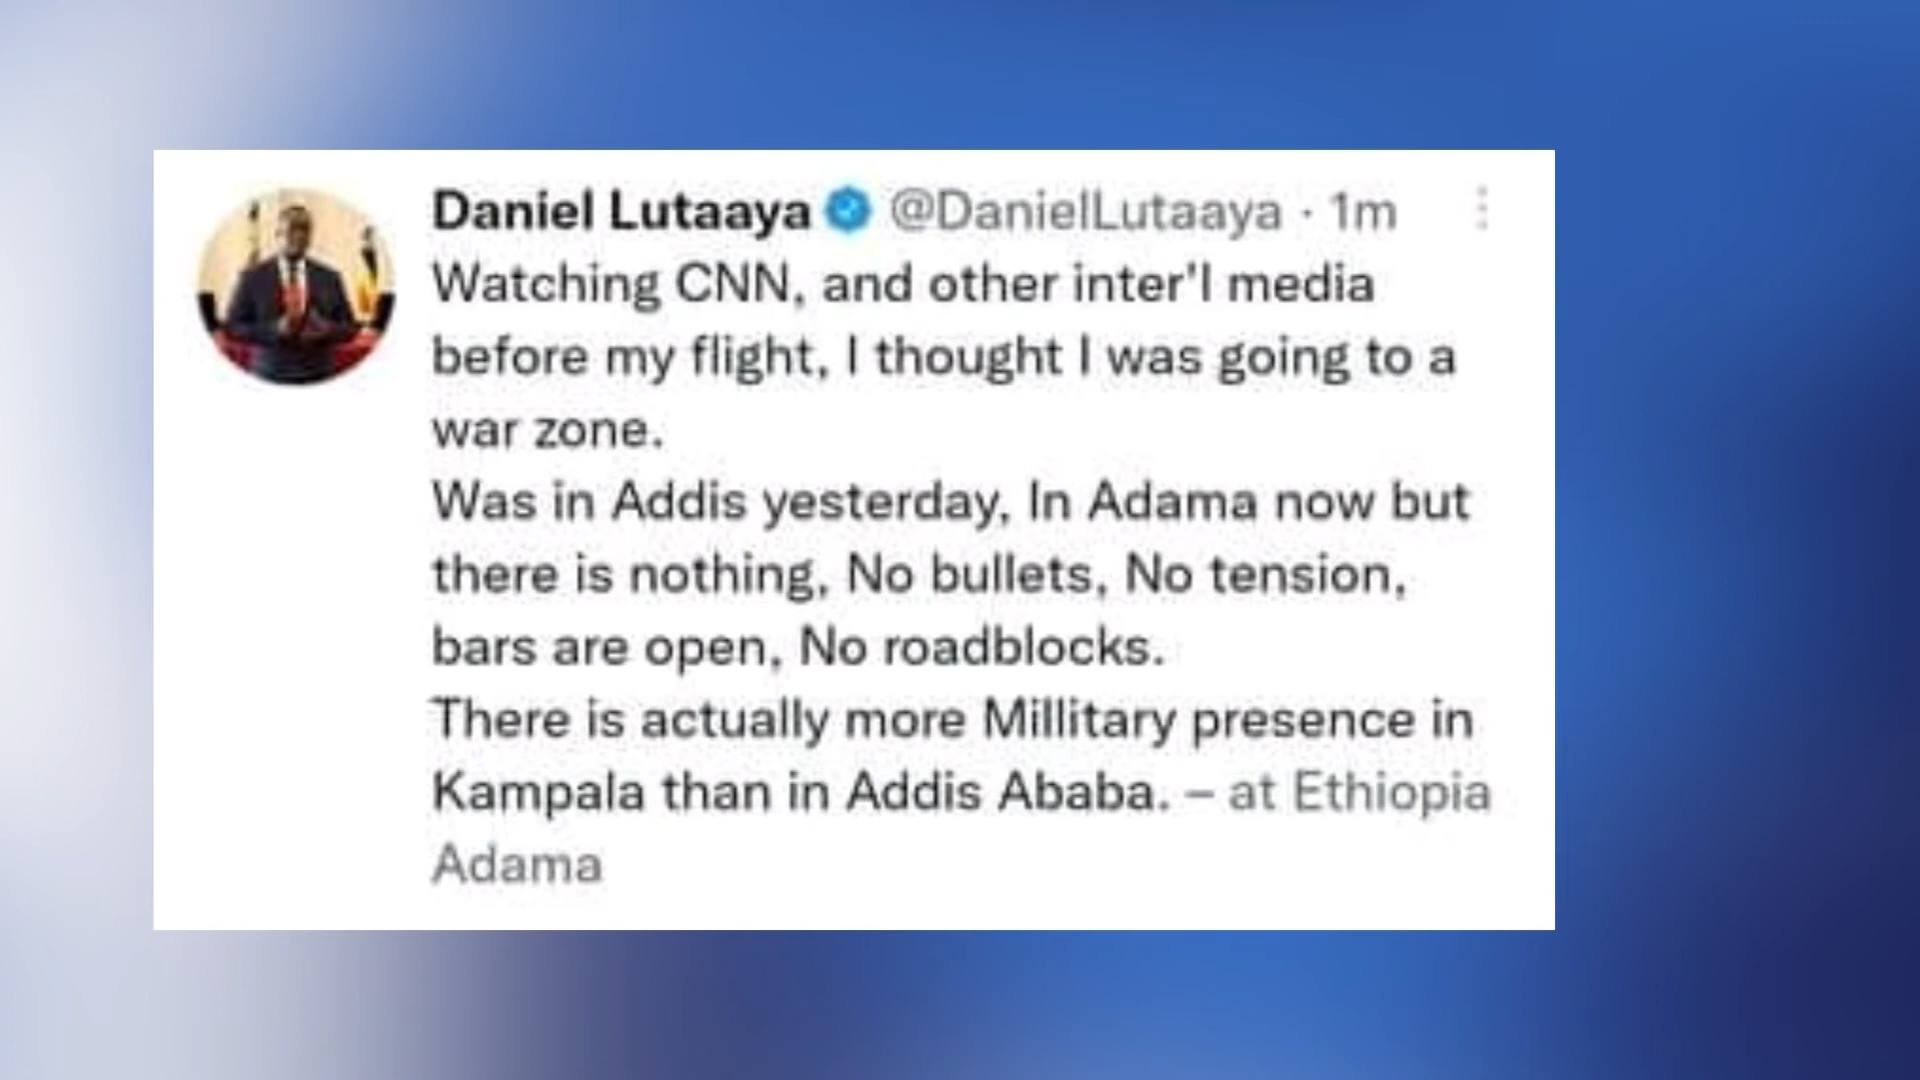 Daniel Lutaaya @DanielLutaaya · 1m
Watching CNN, and other inter'l media
before my flight, I thought I was going to a
war zone.
Was in Addis yesterday, In Adama now but
there is nothing, No bullets, No tension,
bars are open, No roadblocks.
There is actually more Millitary presence in
Kampala than in Addis Ababa. – at Ethiopia
Adama